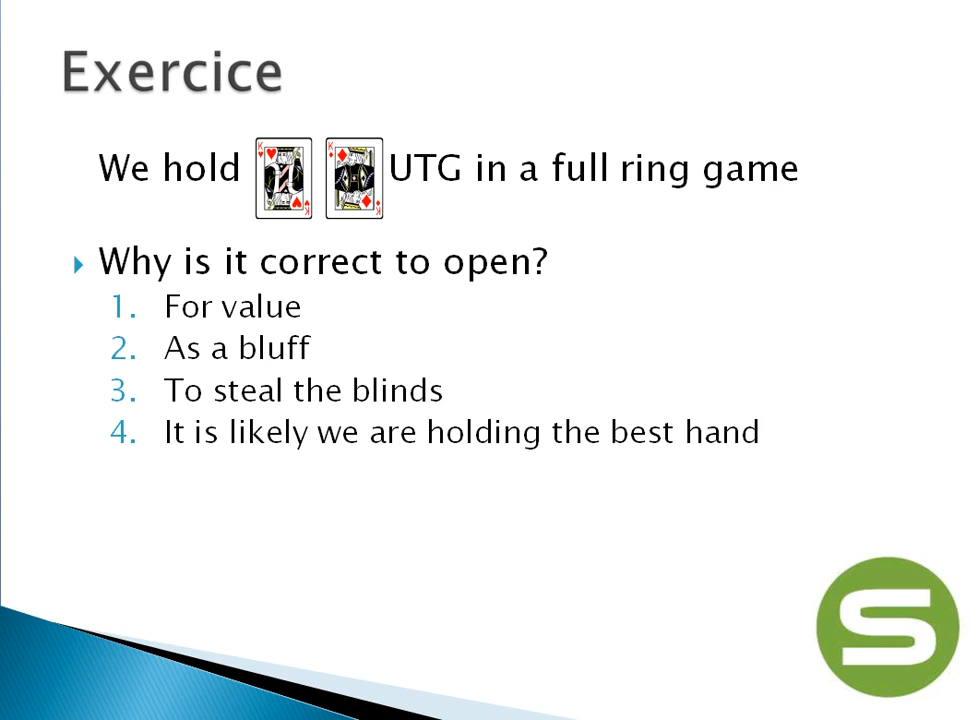 Exercice
We hold K K K K UTG in a full ring game
Why is it correct to open?
1. For value
2. As a bluff
3. To steal the blinds
4. It is likely we are holding the best hand
S